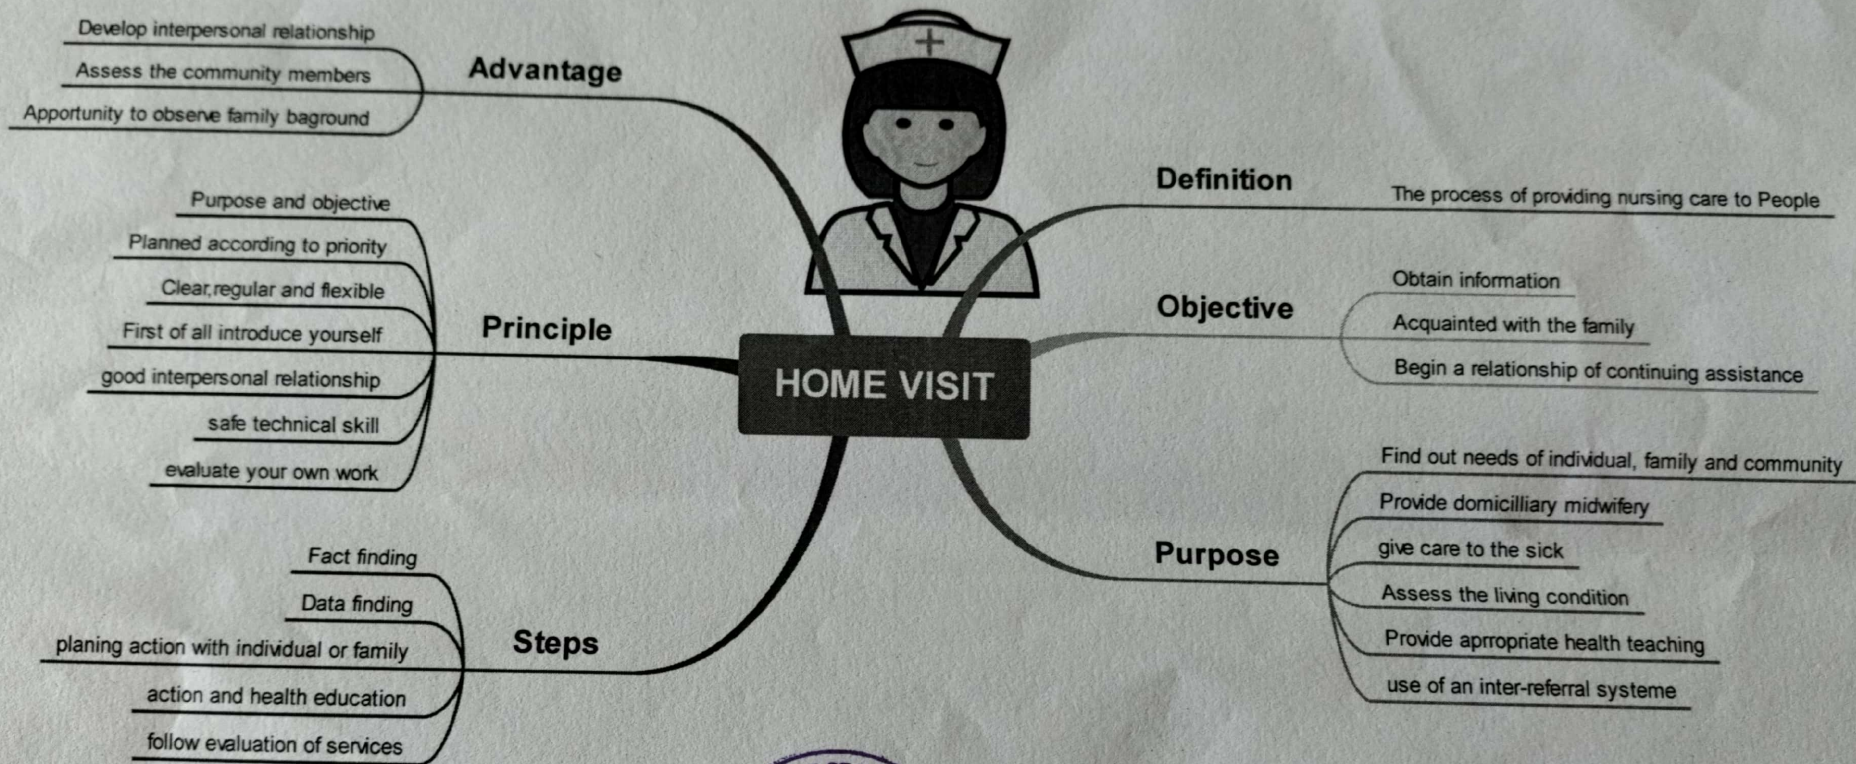 HOME VISIT
Definition
The process of providing nursing care to People
Objective
Obtain information
Acquainted with the family
Begin a relationship of continuing assistance
Purpose
Find out needs of individual, family and community
Provide domicilliary midwifery
give care to the sick
Assess the living condition
Provide aprropriate health teaching
use of an inter-referral systeme
Advantage
Develop interpersonal relationship
Assess the community members
Apportunity to observe family baground
Principle
Purpose and objective
Planned according to priority
Clear,regular and flexible
First of all introduce yourself
good interpersonal relationship
safe technical skill
evaluate your own work
Steps
Fact finding
Data finding
planing action with individual or family
action and health education
follow evaluation of services